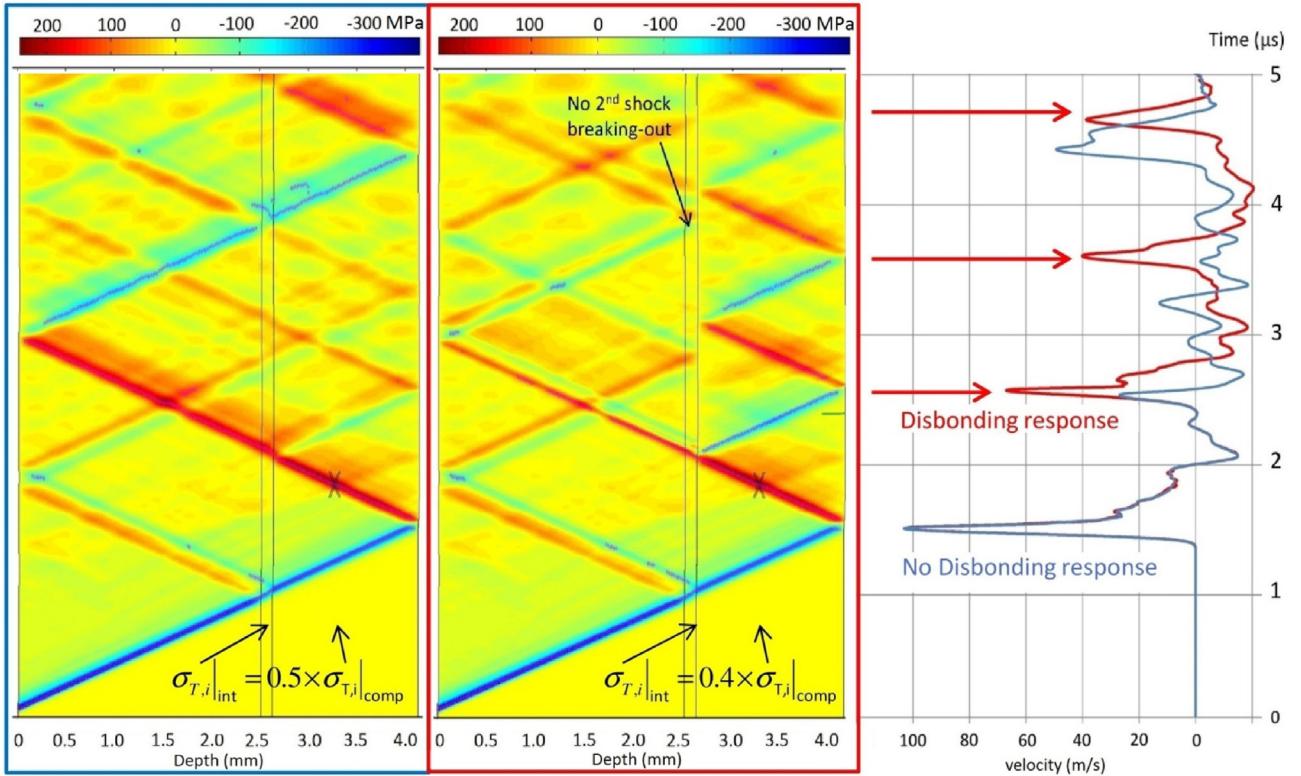 200 100 0 -100 -200 -300 MPa
200 100 0 -100 -200 -300 MPa
Time (µs)
5
No 2nd shock
breaking-out
4
3
Disbonding response
2
No Disbonding response
1
σT,i|int = 0.5×σT,i|comp
σT,i|int = 0.4×σT,i|comp
0
0 0.5 1.0 1.5 2.0 2.5 3.0 3.5 4.0
Depth (mm)
0 0.5 1.0 1.5 2.0 2.5 3.0 3.5 4.0
Depth (mm)
100 80 60 40 20 0
velocity (m/s)